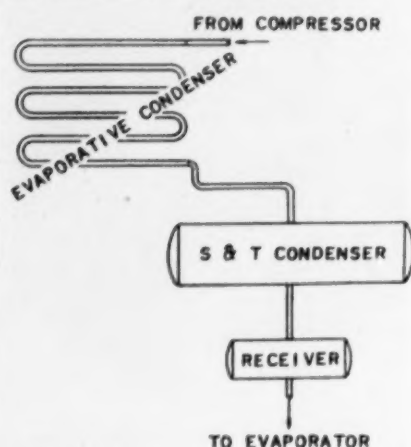 FROM COMPRESSOR
EVAPORATIVE CONDENSER
S & T CONDENSER
RECEIVER
TO EVAPORATOR